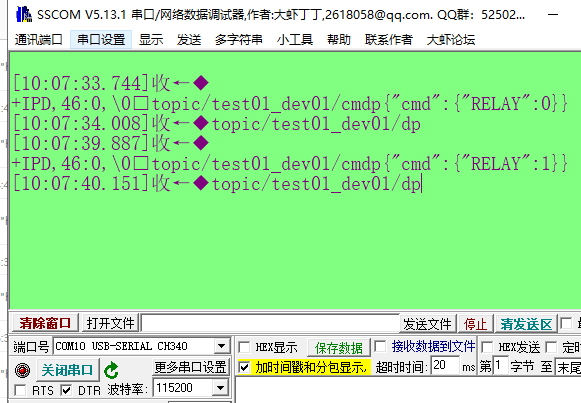 SSCOM V5.13.1 串口/网络数据调试器,作者:大虾丁丁,2618058@qq.com. QQ群: 52502...
通讯端口 串口设置 显示 发送 多字符串 小工具 帮助 联系作者 大虾论坛
[10:07:33.744]收←◆
+IPD,46:0,\0□topic/test01_dev01/cmdp{"cmd":{"RELAY":0}}
[10:07:34.008]收←◆topic/test01_dev01/dp
[10:07:39.887]收←◆
+IPD,46:0,\0□topic/test01_dev01/cmdp{"cmd":{"RELAY":1}}
[10:07:40.151]收←◆topic/test01_dev01/dp
清除窗口 打开文件 发送文件 停止 清发送区
端口号 COM10 USB-SERIAL CH340 HEX显示 保存数据 接收数据到文件 HEX发送 定时
关闭串口 更多串口设置 加时间戳和分包显示, 超时时间: 20 ms 第 1 字节 至 末尾
RTS DTR 波特率: 115200